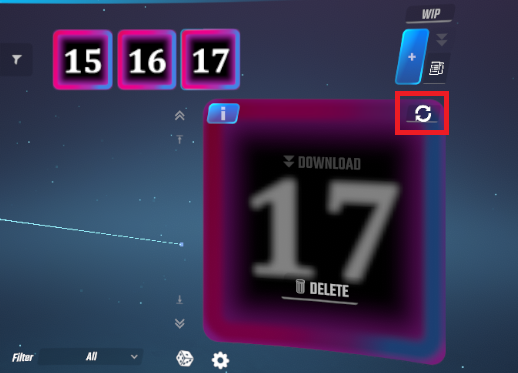 WIP
15 16 17
+
i
DOWNLOAD
17
DELETE
Filter All